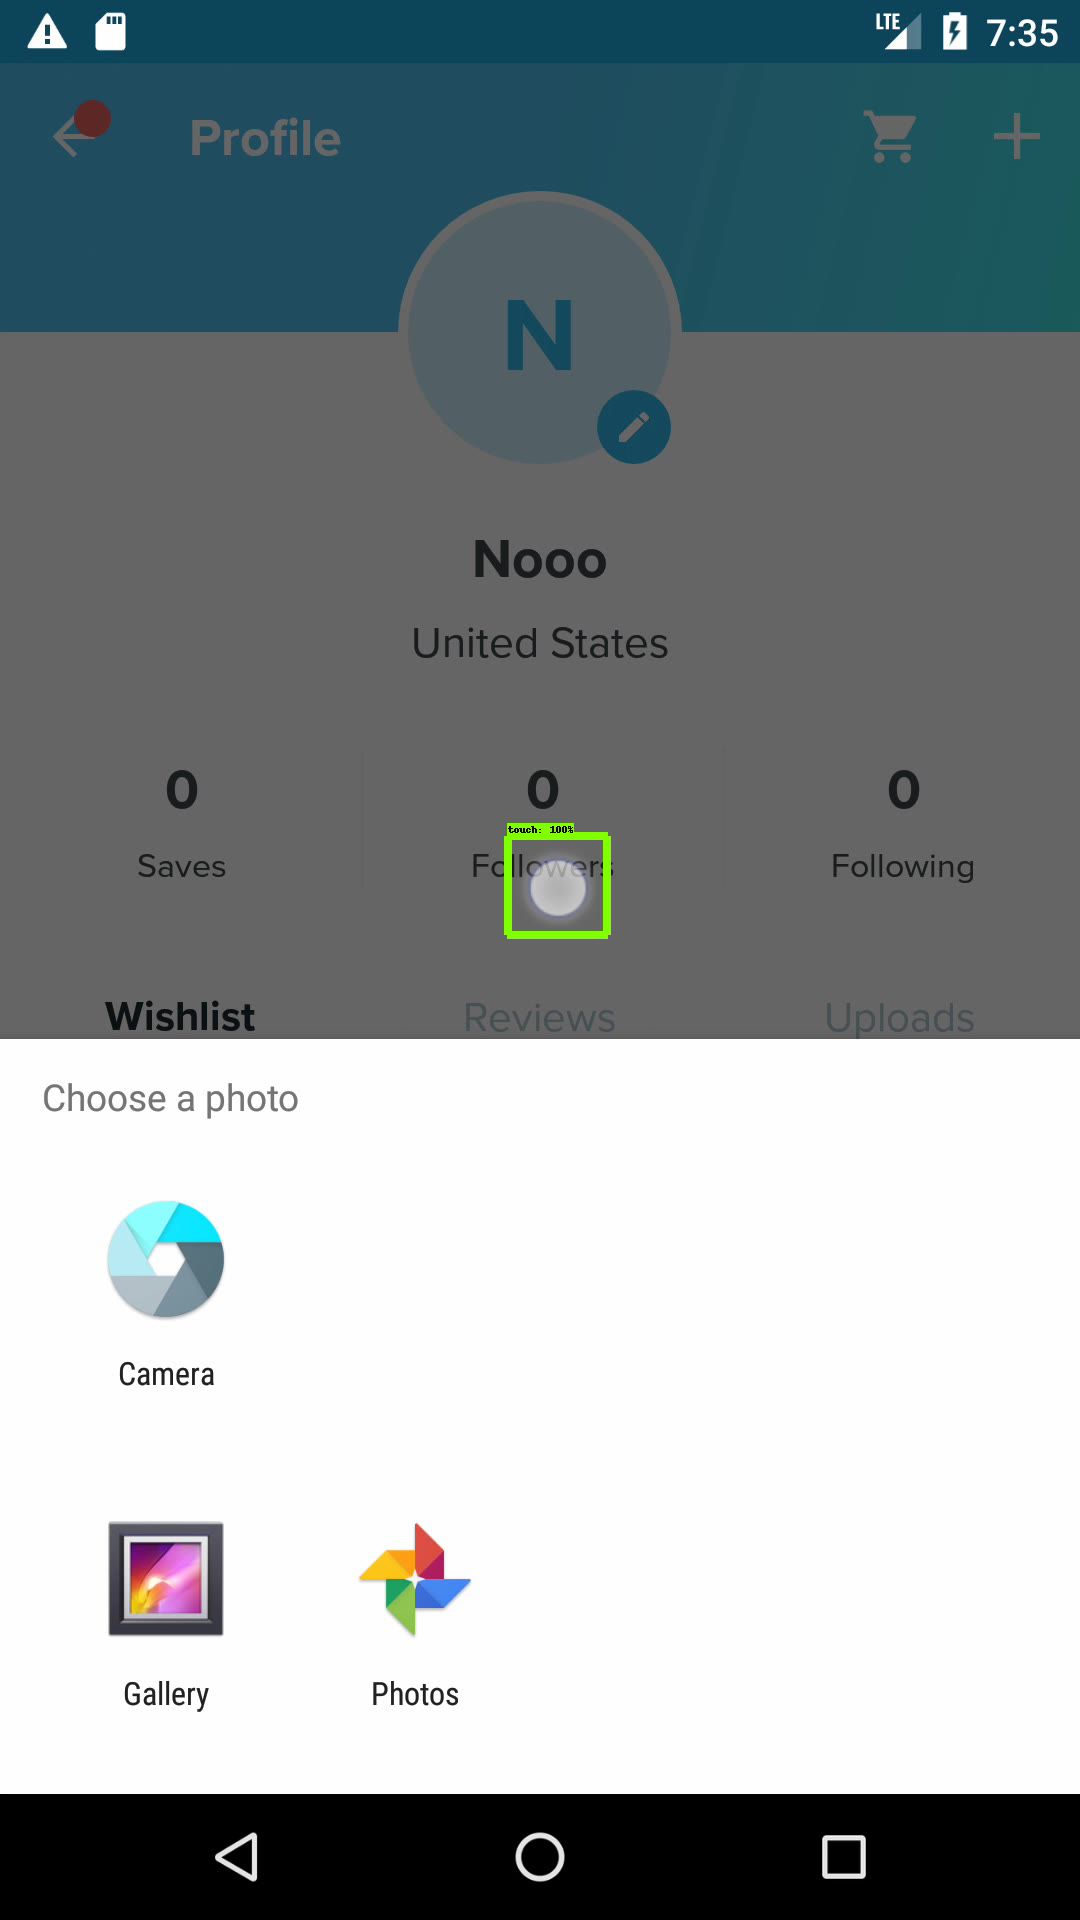 LTE 7:35
Profile
N
Nooo
United States
0 0 0
Saves Followers Following
touch: 100%
Wishlist Reviews Uploads
Choose a photo
Camera
Gallery Photos